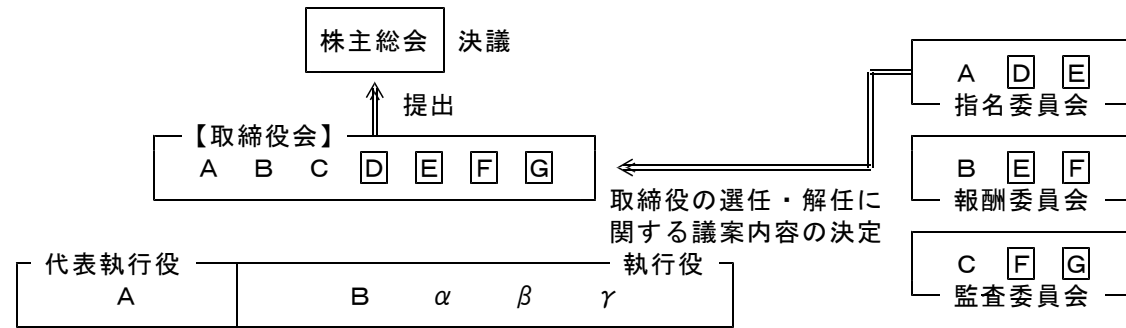 株主総会 決議
提出
【取締役会】
A B C D E F G
取締役の選任・解任に
関する議案内容の決定
A D E
指名委員会
B E F
報酬委員会
C F G
監査委員会
代表執行役
A
執行役
B α β γ